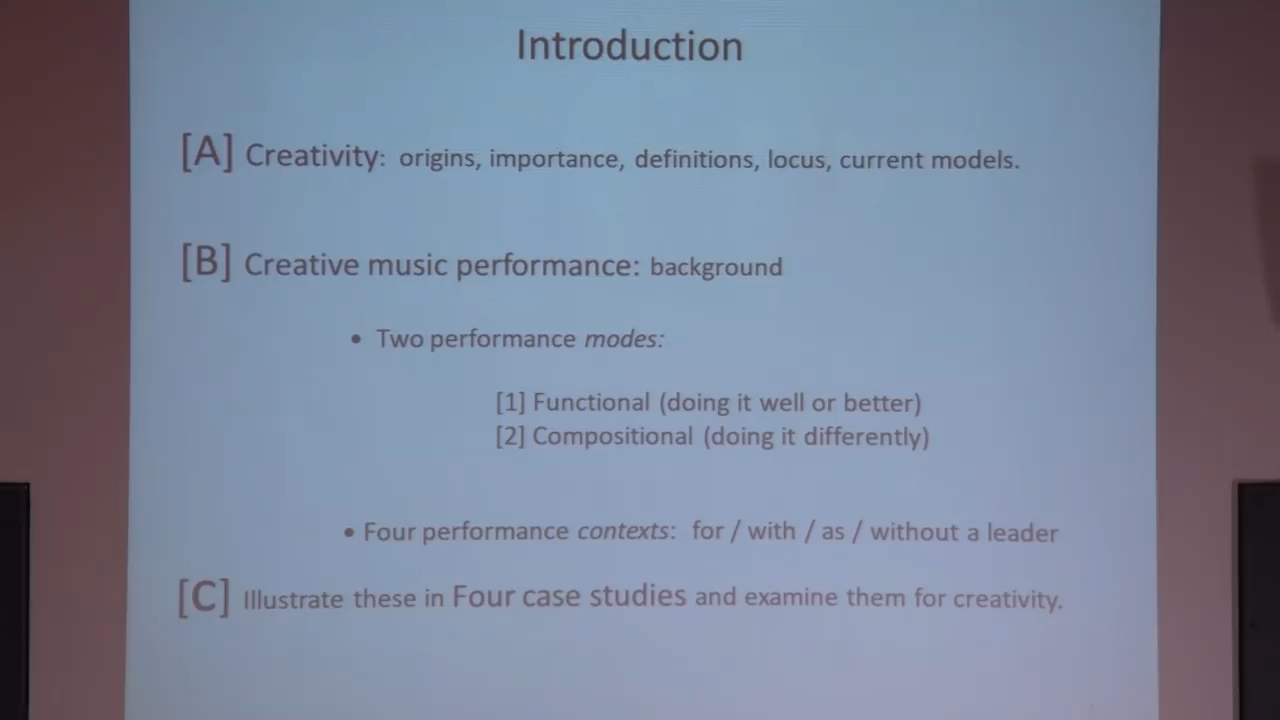 Introduction
[A] Creativity: origins, importance, definitions, locus, current models.
[B] Creative music performance: background
• Two performance modes:
[1] Functional (doing it well or better)
[2] Compositional (doing it differently)
• Four performance contexts: for / with / as / without a leader
[C] Illustrate these in Four case studies and examine them for creativity.